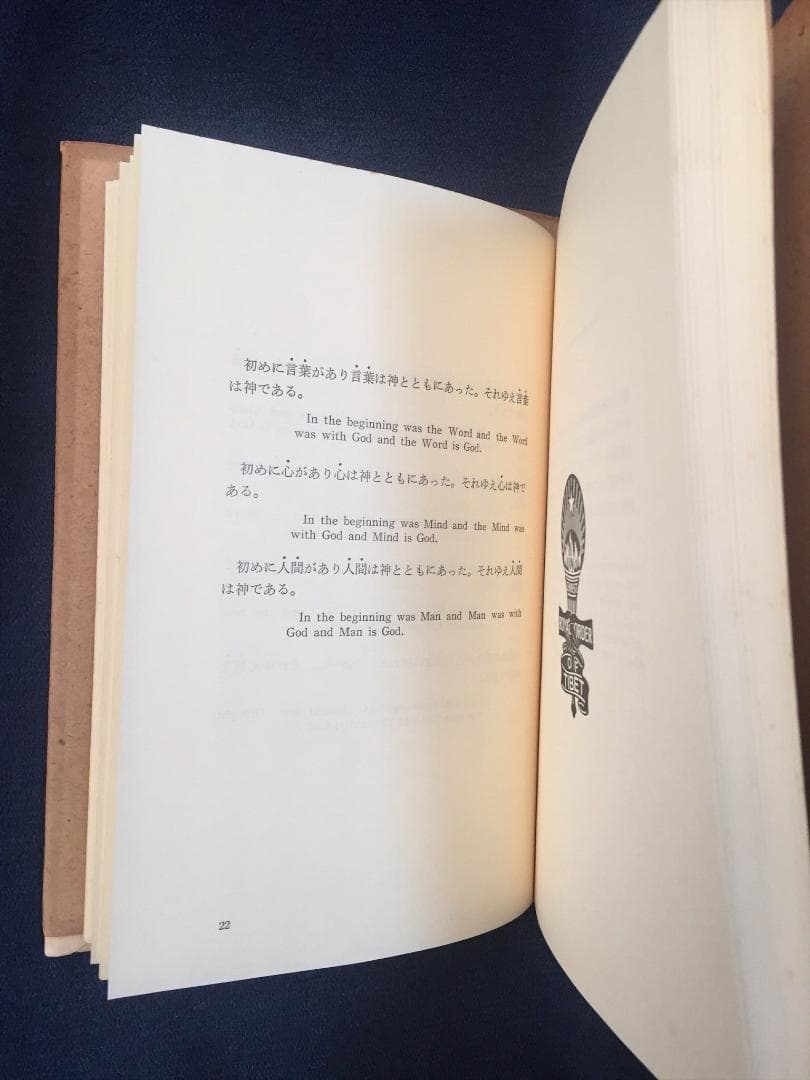 初めに言葉があり言葉は神とともにあった。それゆえ言葉
は神である。
In the beginning was the Word and the Word
was with God and the Word is God.
初めに心があり心は神とともにあった。それゆえ心は神で
ある。
In the beginning was Mind and the Mind was
with God and Mind is God.
初めに人間があり人間は神とともにあった。それゆえ人間
は神である。
In the beginning was Man and Man was with
God and Man is God.
22
ROYAL ORDER
OF
TIBET